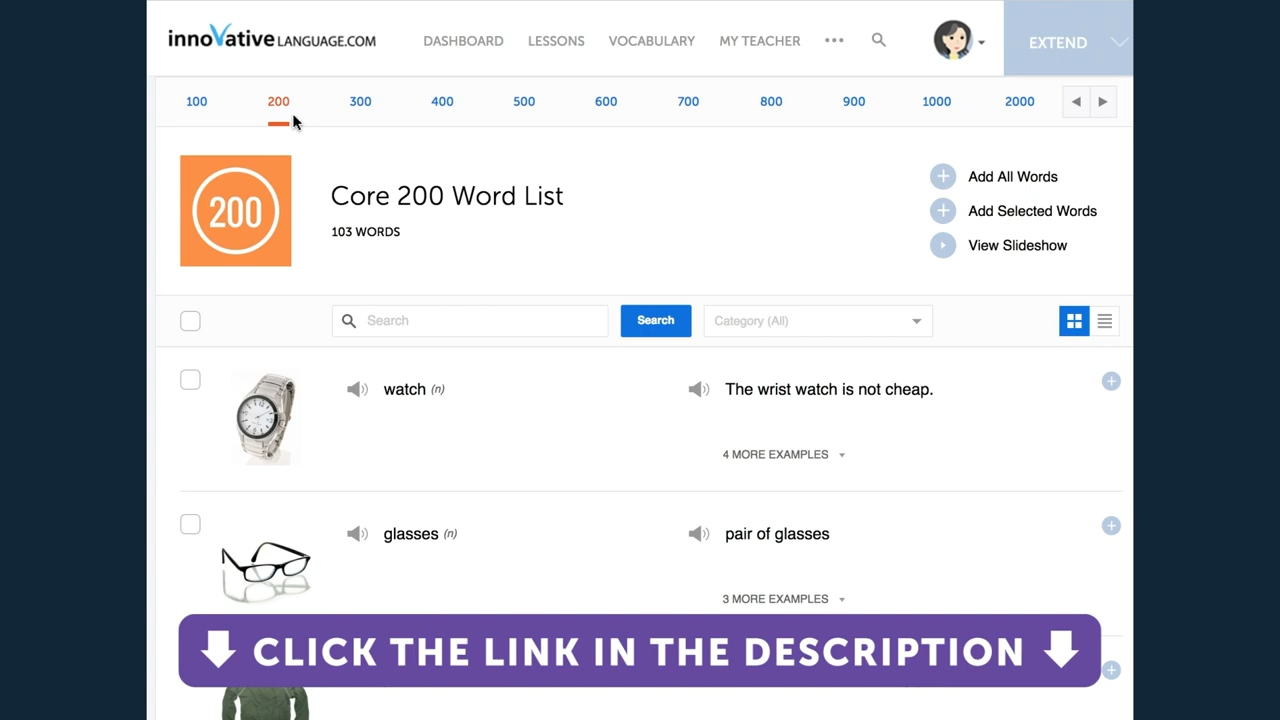 innovative LANGUAGE.COM DASHBOARD LESSONS VOCABULARY MY TEACHER ••• EXTEND
100 200 300 400 500 600 700 800 900 1000 2000
200
Core 200 Word List
103 WORDS
Add All Words
Add Selected Words
View Slideshow
Search Search Category (All)
watch (n) The wrist watch is not cheap.
4 MORE EXAMPLES
glasses (n) pair of glasses
3 MORE EXAMPLES
CLICK THE LINK IN THE DESCRIPTION